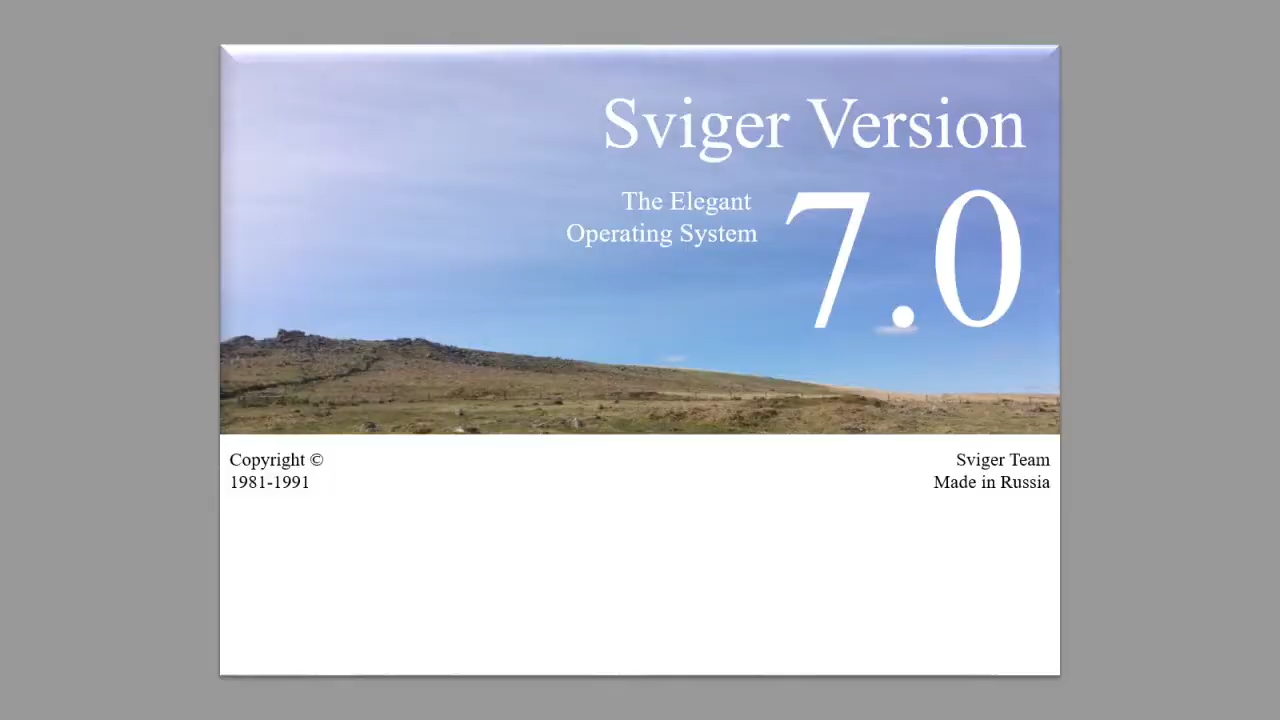 Sviger Version
The Elegant
Operating System
7.0
Copyright ©
1981-1991
Sviger Team
Made in Russia